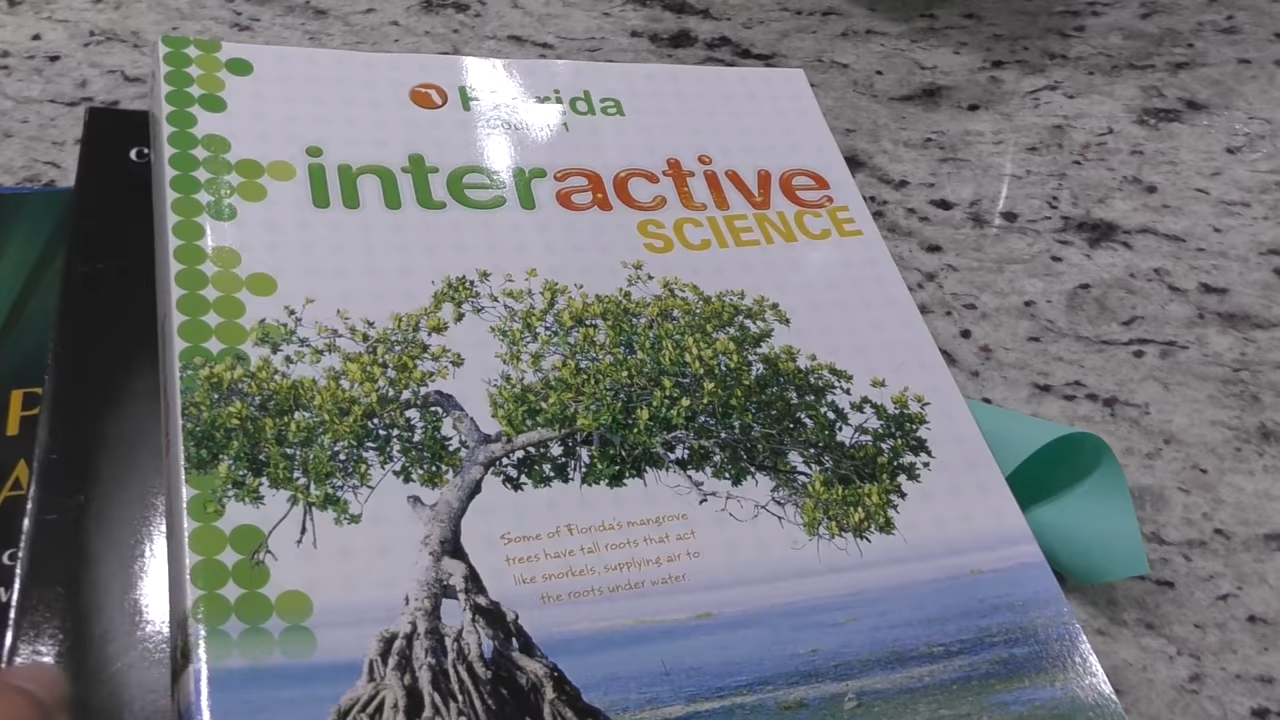 Florida
interactive
SCIENCE
Some of Florida's mangrove
trees have tall roots that act
like snorkels, supplying air to
the roots under water.